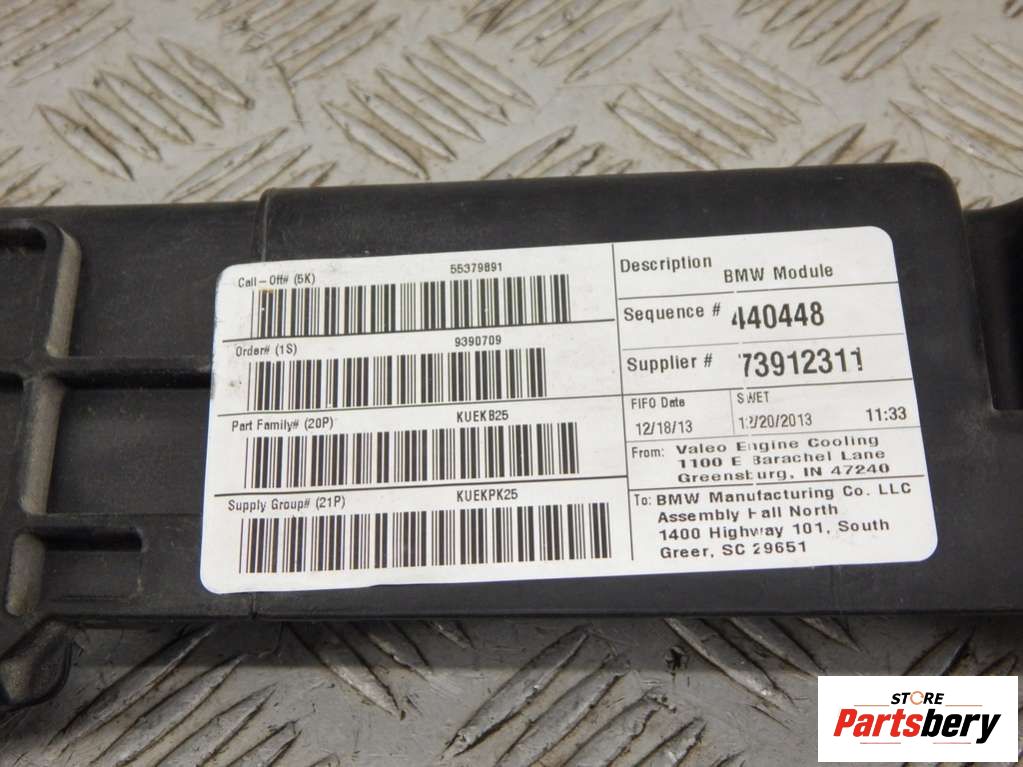 Call-Off# (5K) 55379891
Order# (1S) 9390709
Part Family# (20P) KUEKB25
Supply Group# (21P) KUEKPK25
Description BMW Module
Sequence # 440448
Supplier # 73912311
FIFO Date
12/18/13
SWET
12/20/2013 11:33
From: Valeo Engine Cooling
1100 E Barachel Lane
Greensburg, IN 47240
To: BMW Manufacturing Co. LLC
Assembly Hall North
1400 Highway 101, South
Greer, SC 29651
STORE
Partsbery